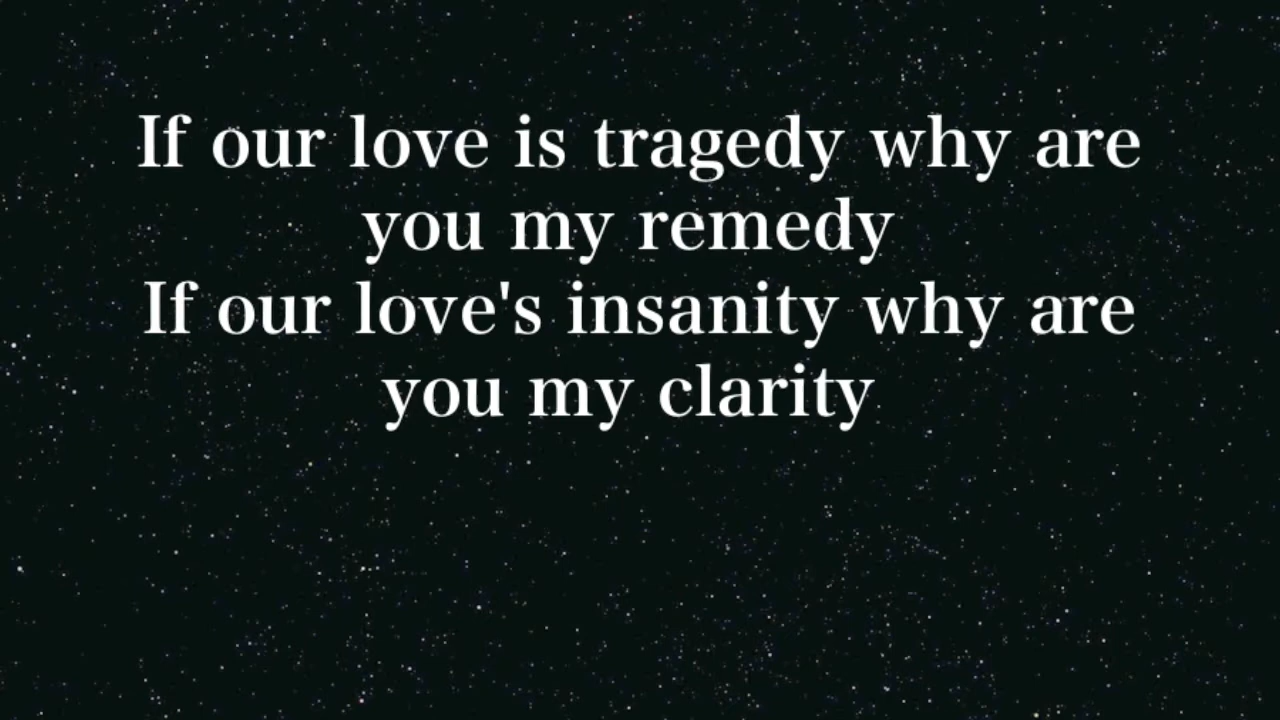 If our love is tragedy why are
you my remedy
If our love's insanity why are
you my clarity